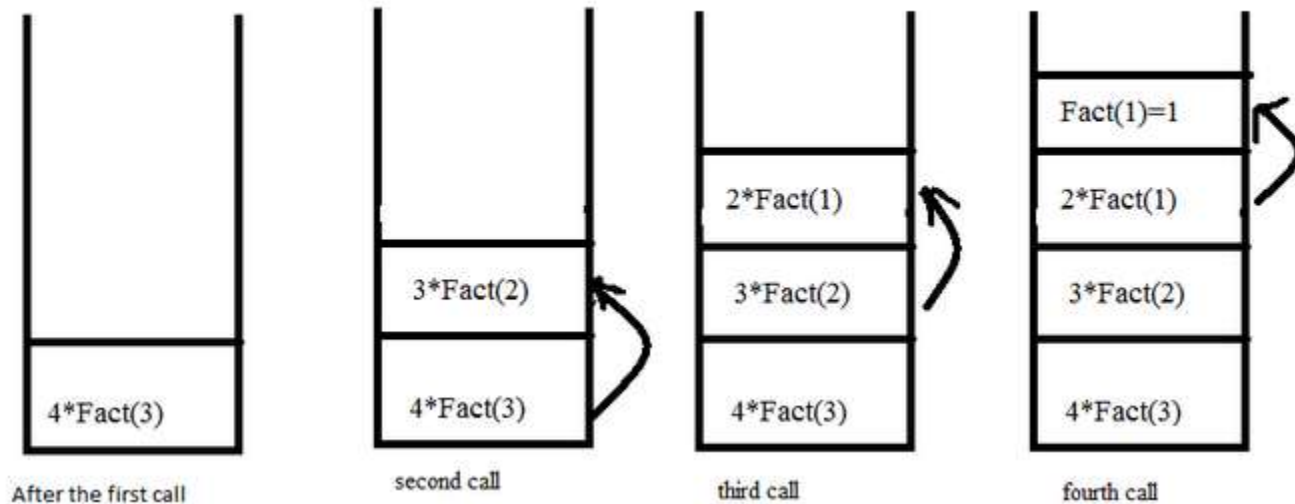 4*Fact(3)
After the first call
3*Fact(2)
4*Fact(3)
second call
2*Fact(1)
3*Fact(2)
4*Fact(3)
third call
Fact(1)=1
2*Fact(1)
3*Fact(2)
4*Fact(3)
fourth call